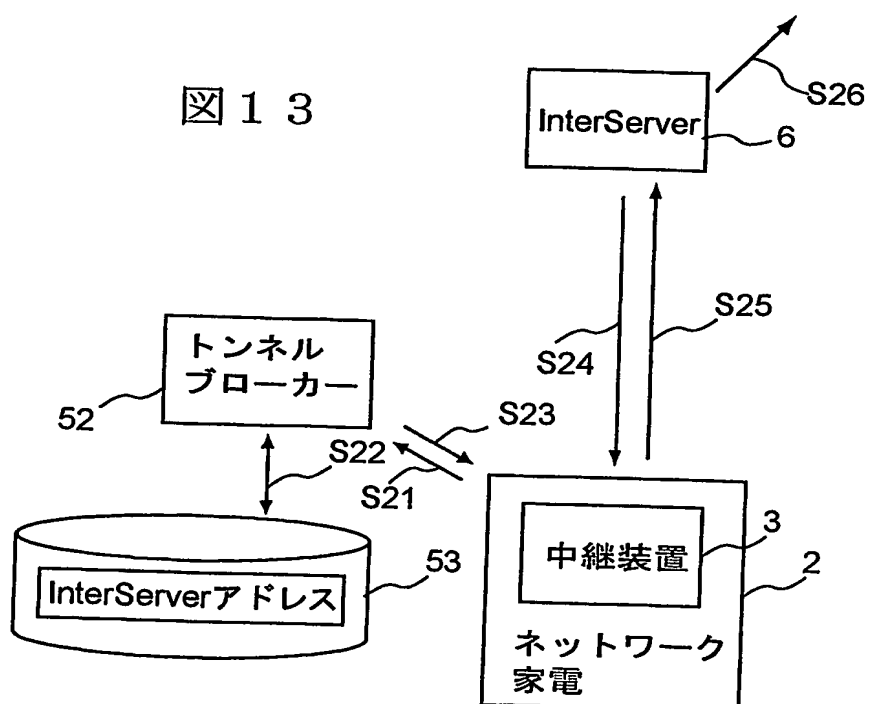 図１３
S26
InterServer
6
S25
S24
トンネル
ブローカー
52
S23
S22
S21
InterServerアドレス
53
中継装置
3
2
ネットワーク
家電